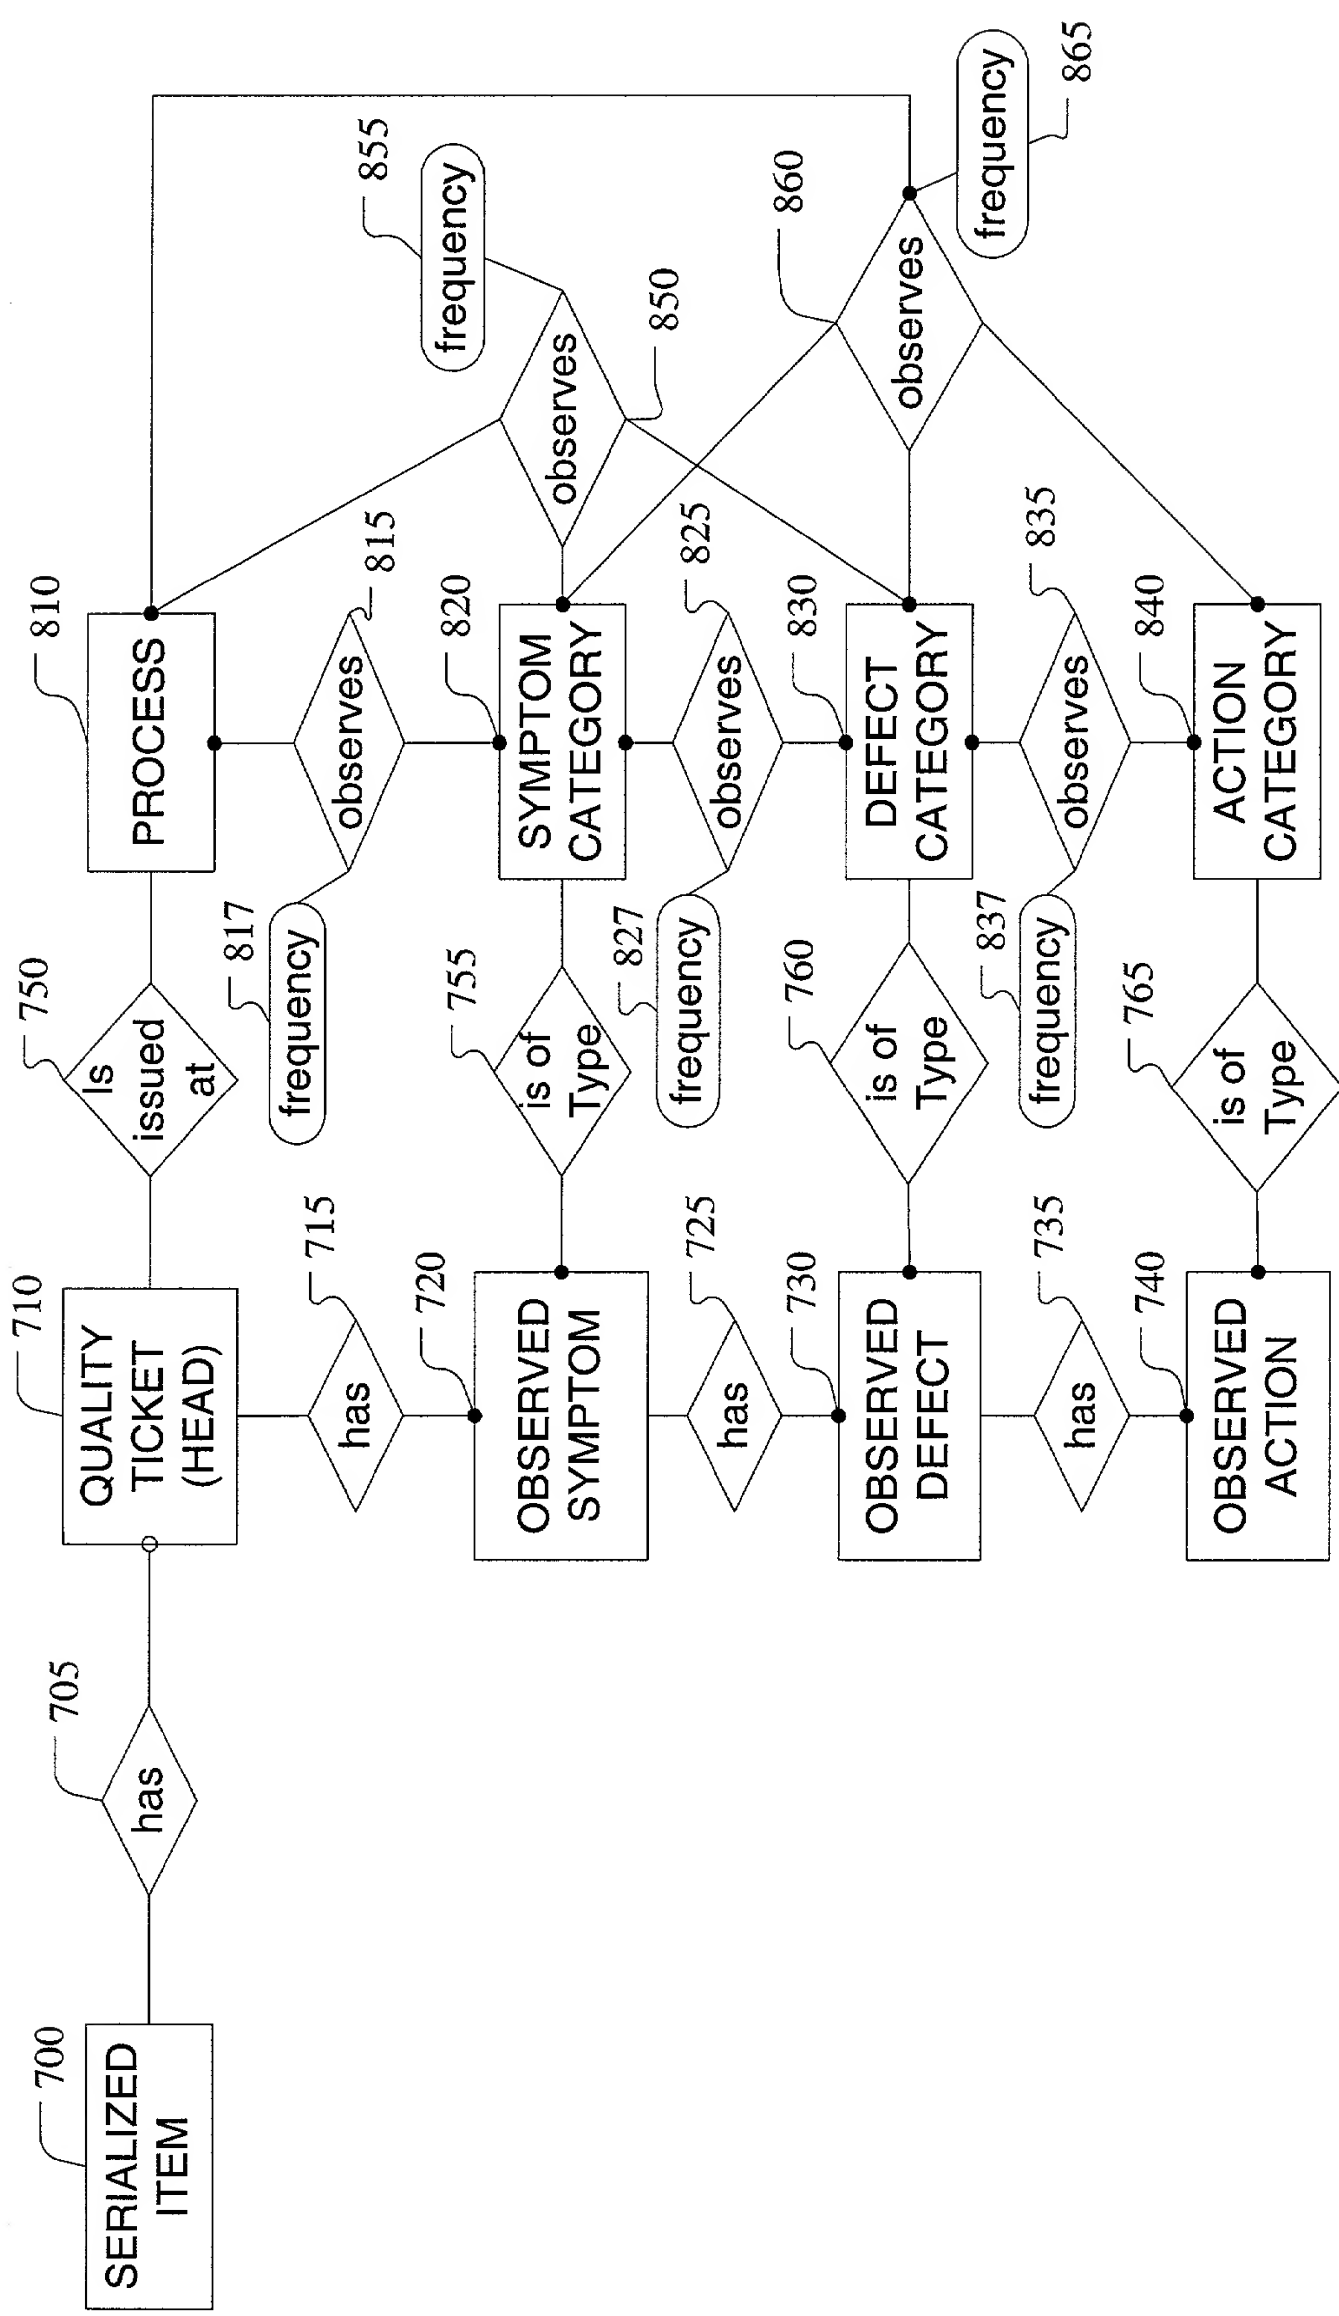 700
SERIALIZED
ITEM
705
has
710
QUALITY
TICKET
(HEAD)
750
Is
issued
at
810
PROCESS
715
has
817
frequency
815
observes
855
frequency
720
OBSERVED
SYMPTOM
755
is of
Type
820
SYMPTOM
CATEGORY
observes
850
725
has
827
frequency
825
observes
860
730
OBSERVED
DEFECT
760
is of
Type
830
DEFECT
CATEGORY
observes
frequency
865
735
has
837
frequency
835
observes
740
OBSERVED
ACTION
765
is of
Type
840
ACTION
CATEGORY